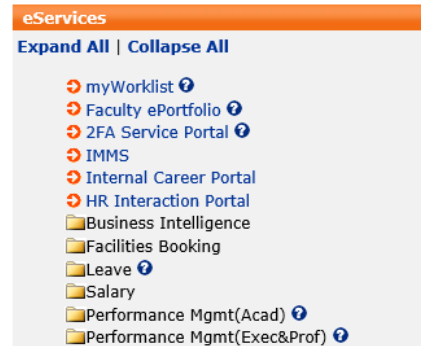 eServices
Expand All | Collapse All
myWorklist ?
Faculty ePortfolio ?
2FA Service Portal ?
IMMS
Internal Career Portal
HR Interaction Portal
Business Intelligence
Facilities Booking
Leave ?
Salary
Performance Mgmt(Acad) ?
Performance Mgmt(Exec&Prof) ?